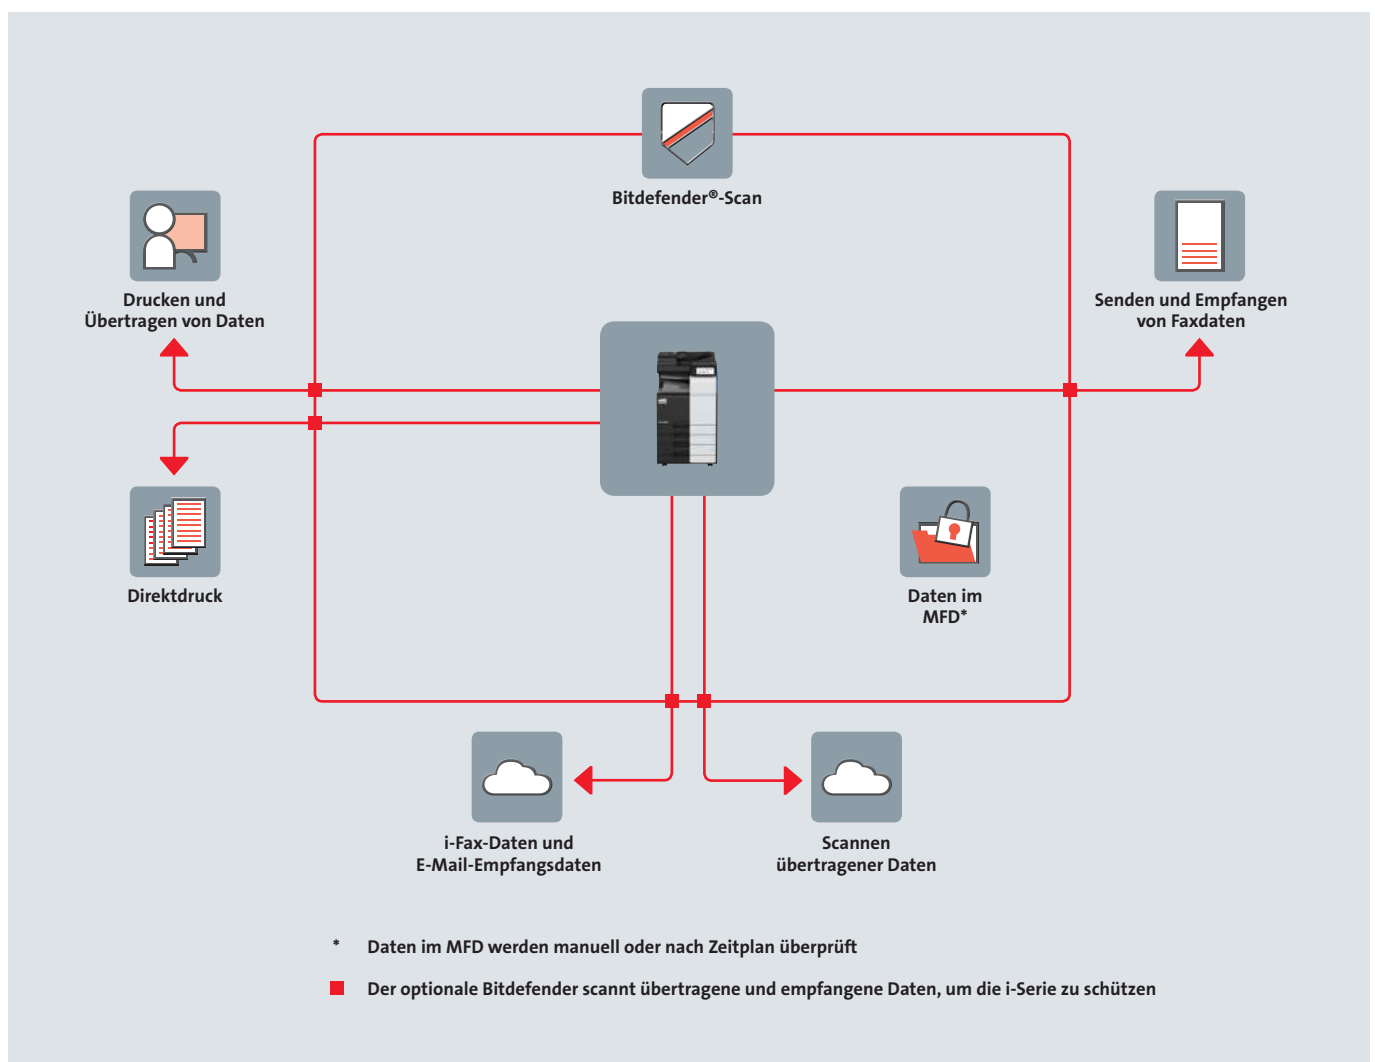 Bitdefender®-Scan
Drucken und
Übertragen von Daten
Senden und Empfangen
von Faxdaten
Direktdruck
Daten im
MFD*
i-Fax-Daten und
E-Mail-Empfangsdaten
Scannen
übertragener Daten
* Daten im MFD werden manuell oder nach Zeitplan überprüft
Der optionale Bitdefender scannt übertragene und empfangene Daten, um die i-Serie zu schützen